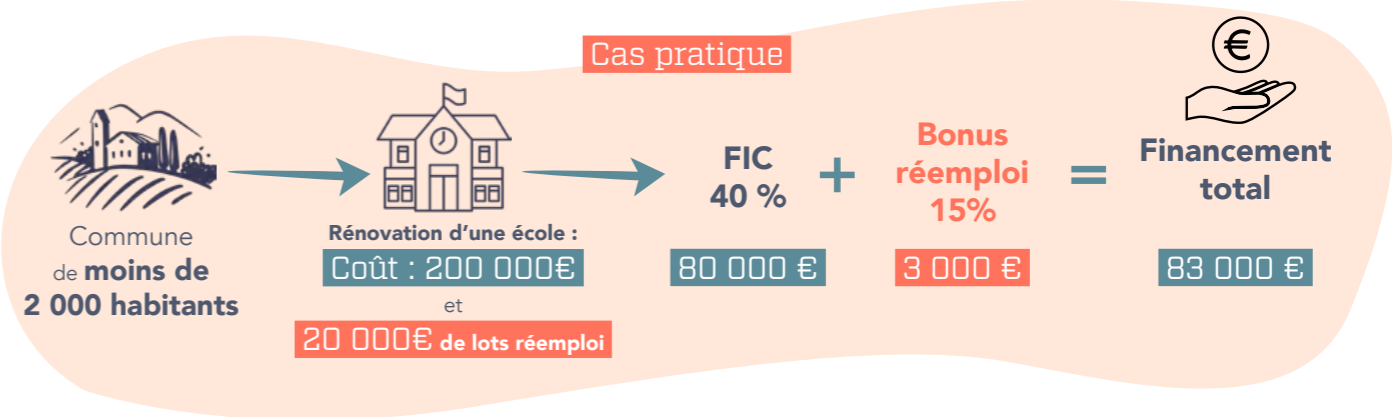 Cas pratique
Commune
de moins de
2 000 habitants
Rénovation d'une école :
Coût : 200 000€
et
20 000€ de lots réemploi
FIC
40 %
80 000 €
+
Bonus
réemploi
15%
3 000 €
=
€
Financement
total
83 000 €